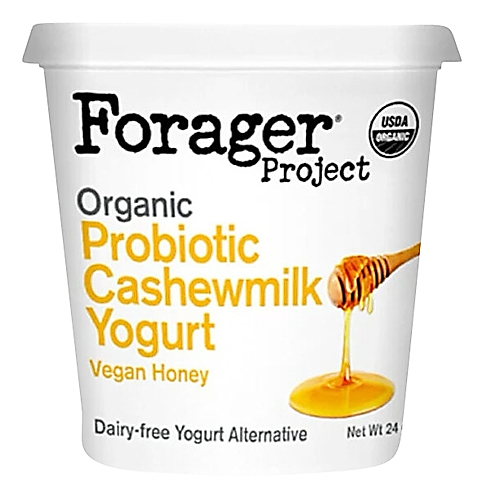 Forager®
Project
USDA
ORGANIC
Organic
Probiotic
Cashewmilk
Yogurt
Vegan Honey
Dairy-free Yogurt Alternative
Net Wt 24